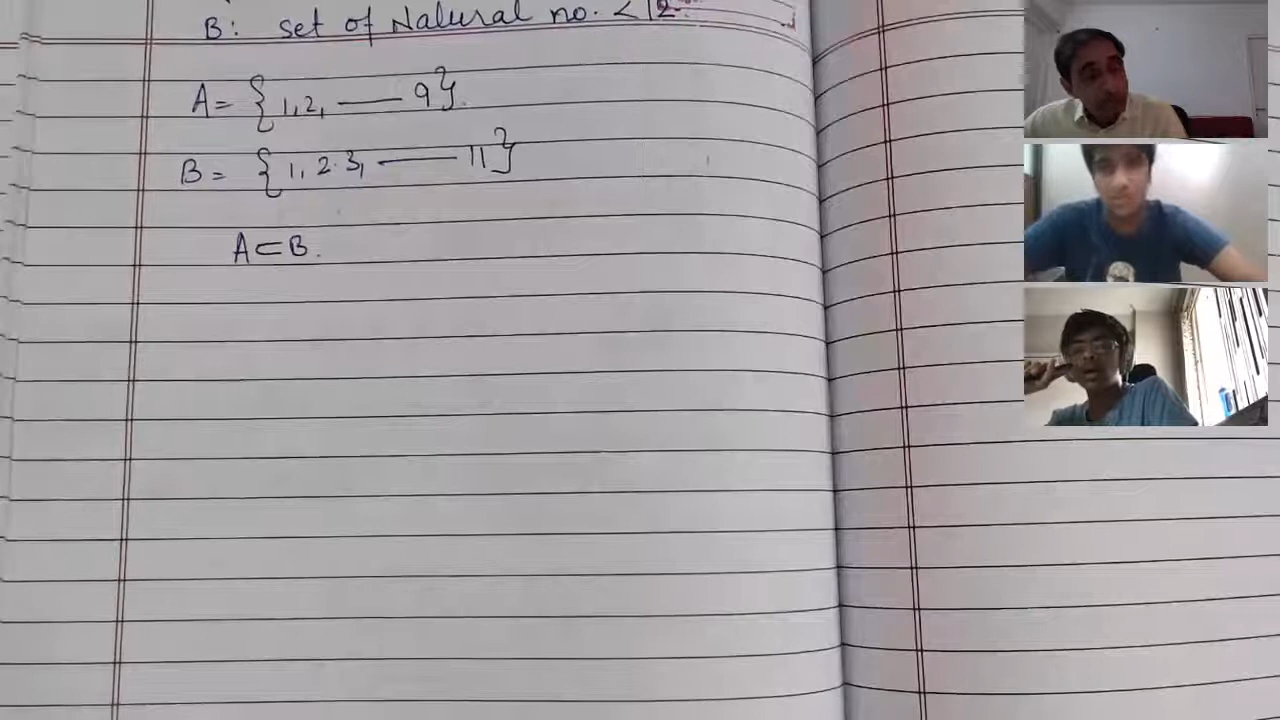 B: set of Natural no. < 12.
A = { 1, 2, —— 9}.
B = { 1, 2. 3, —— 11}
A ⊂ B.